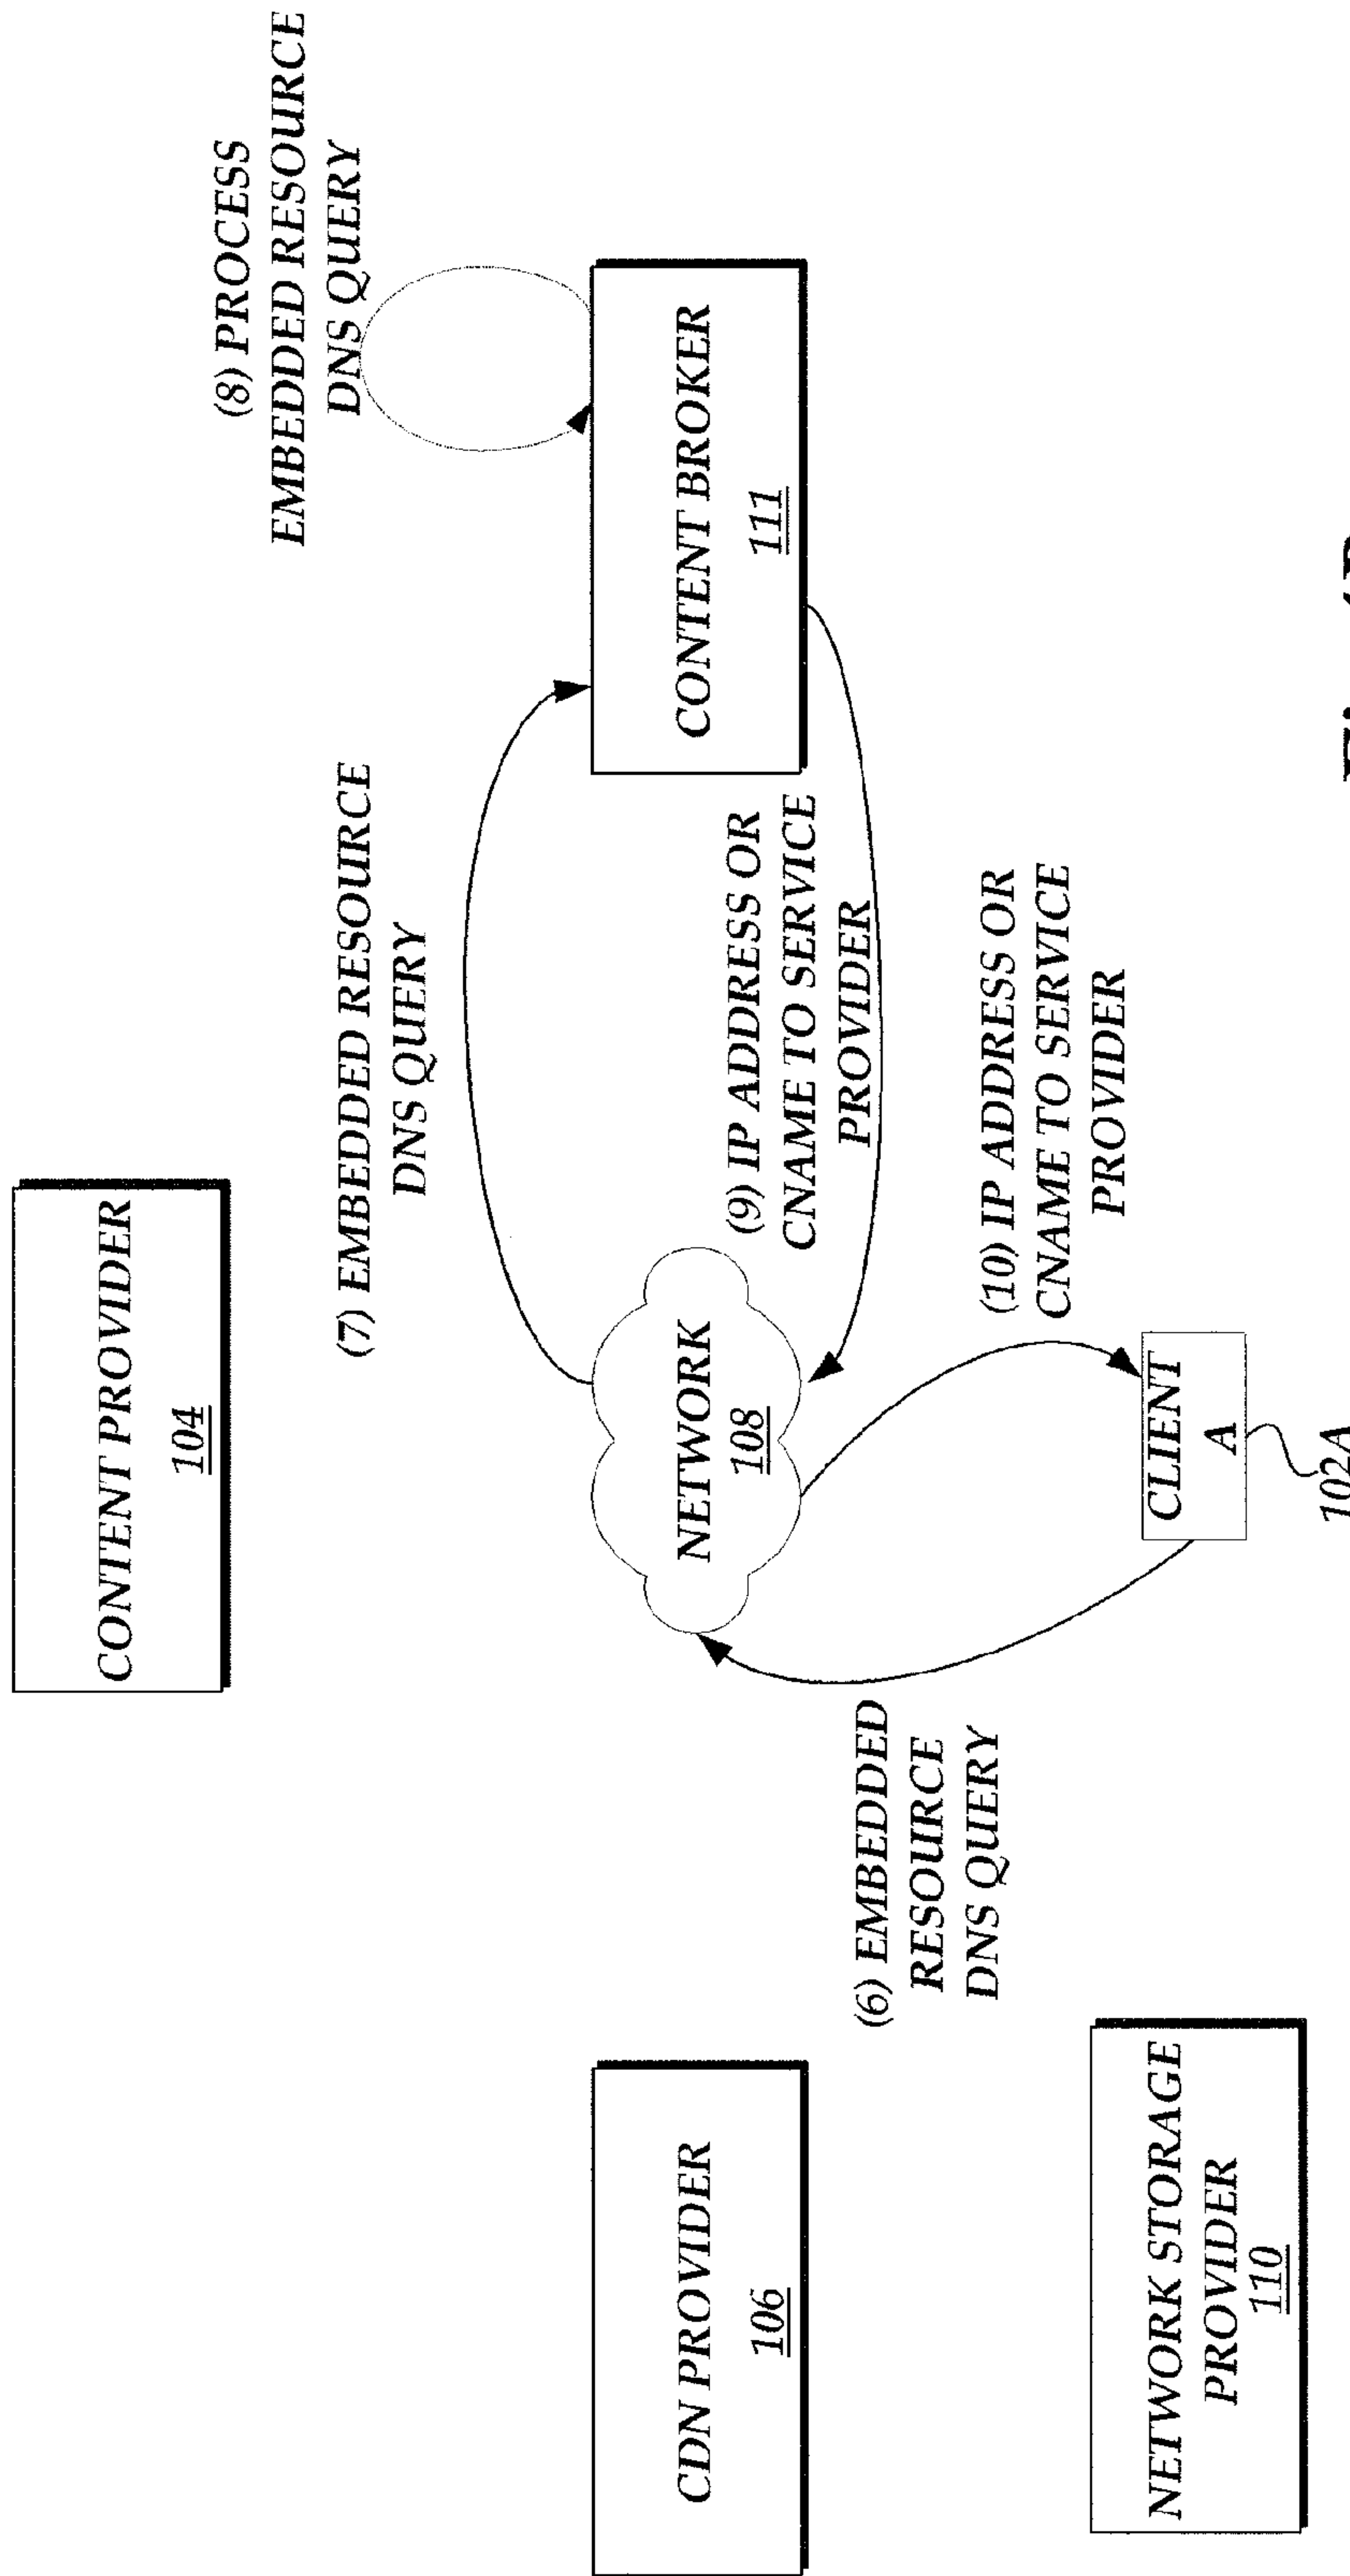 CONTENT PROVIDER
104
(8) PROCESS
EMBEDDED RESOURCE
DNS QUERY
(7) EMBEDDED RESOURCE
DNS QUERY
CDN PROVIDER
106
NETWORK
108
CONTENT BROKER
111
(9) IP ADDRESS OR
CNAME TO SERVICE
PROVIDER
(6) EMBEDDED
RESOURCE
DNS QUERY
(10) IP ADDRESS OR
CNAME TO SERVICE
PROVIDER
NETWORK STORAGE
PROVIDER
110
CLIENT
A
102A